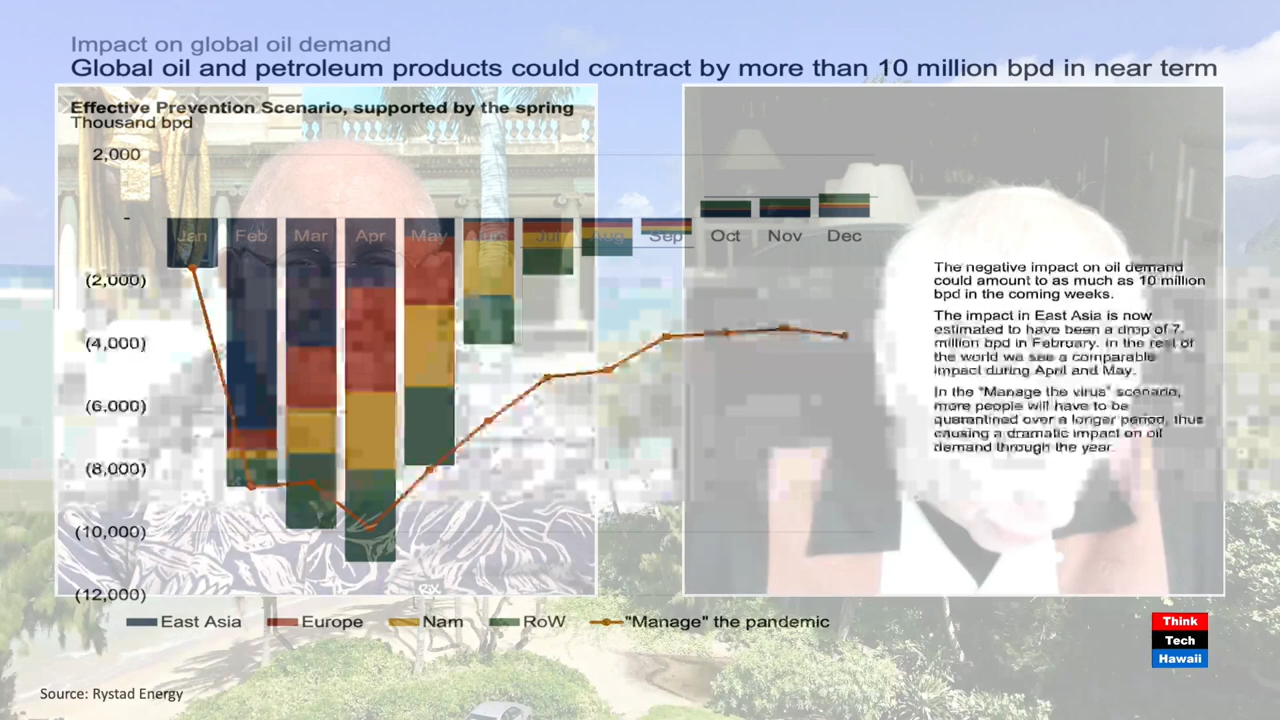 Impact on global oil demand
Global oil and petroleum products could contract by more than 10 million bpd in near term
Effective Prevention Scenario, supported by the spring
Thousand bpd
2,000
-
Jan Feb Mar Apr May June Jul Aug Sep Oct Nov Dec
(2,000)
(4,000)
(6,000)
(8,000)
(10,000)
(12,000)
East Asia Europe Nam RoW "Manage" the pandemic
The negative impact on oil demand
could amount to as much as 10 million
bpd in the coming weeks.
The impact in East Asia is now
estimated to have been a drop of 7
million bpd in February. In the rest of
the world we see a comparable
impact during April and May.
In the "Manage the virus" scenario,
more people will have to be
quarantined over a longer period, thus
causing a dramatic impact on oil
demand through the year.
Think
Tech
Hawaii
Source: Rystad Energy